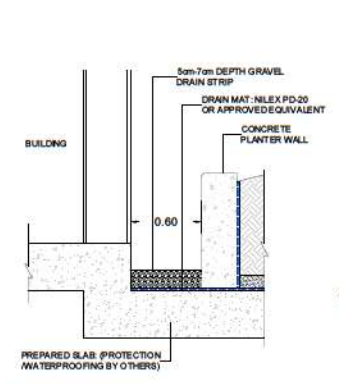 5cm-7cm DEPTH GRAVEL
DRAIN STRIP
DRAIN MAT: NILEX PD-20
OR APPROVED EQUIVALENT
CONCRETE
PLANTER WALL
BUILDING
0.60
PREPARED SLAB: (PROTECTION
/WATERPROOFING BY OTHERS)